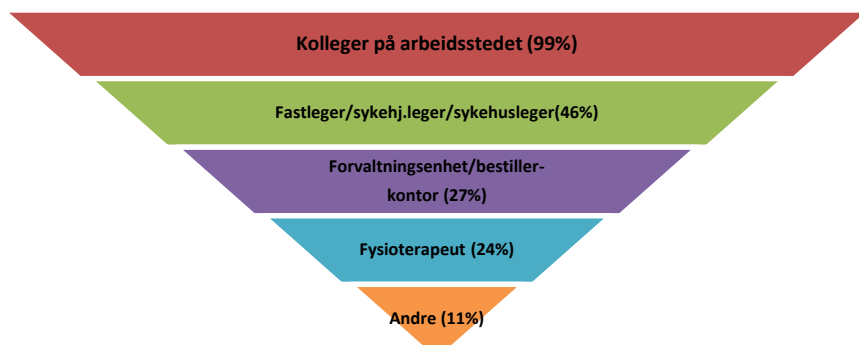 Kolleger på arbeidsstedet (99%)
Fastleger/sykehj.leger/sykehusleger(46%)
Forvaltningsenhet/bestiller-
kontor (27%)
Fysioterapeut (24%)
Andre (11%)